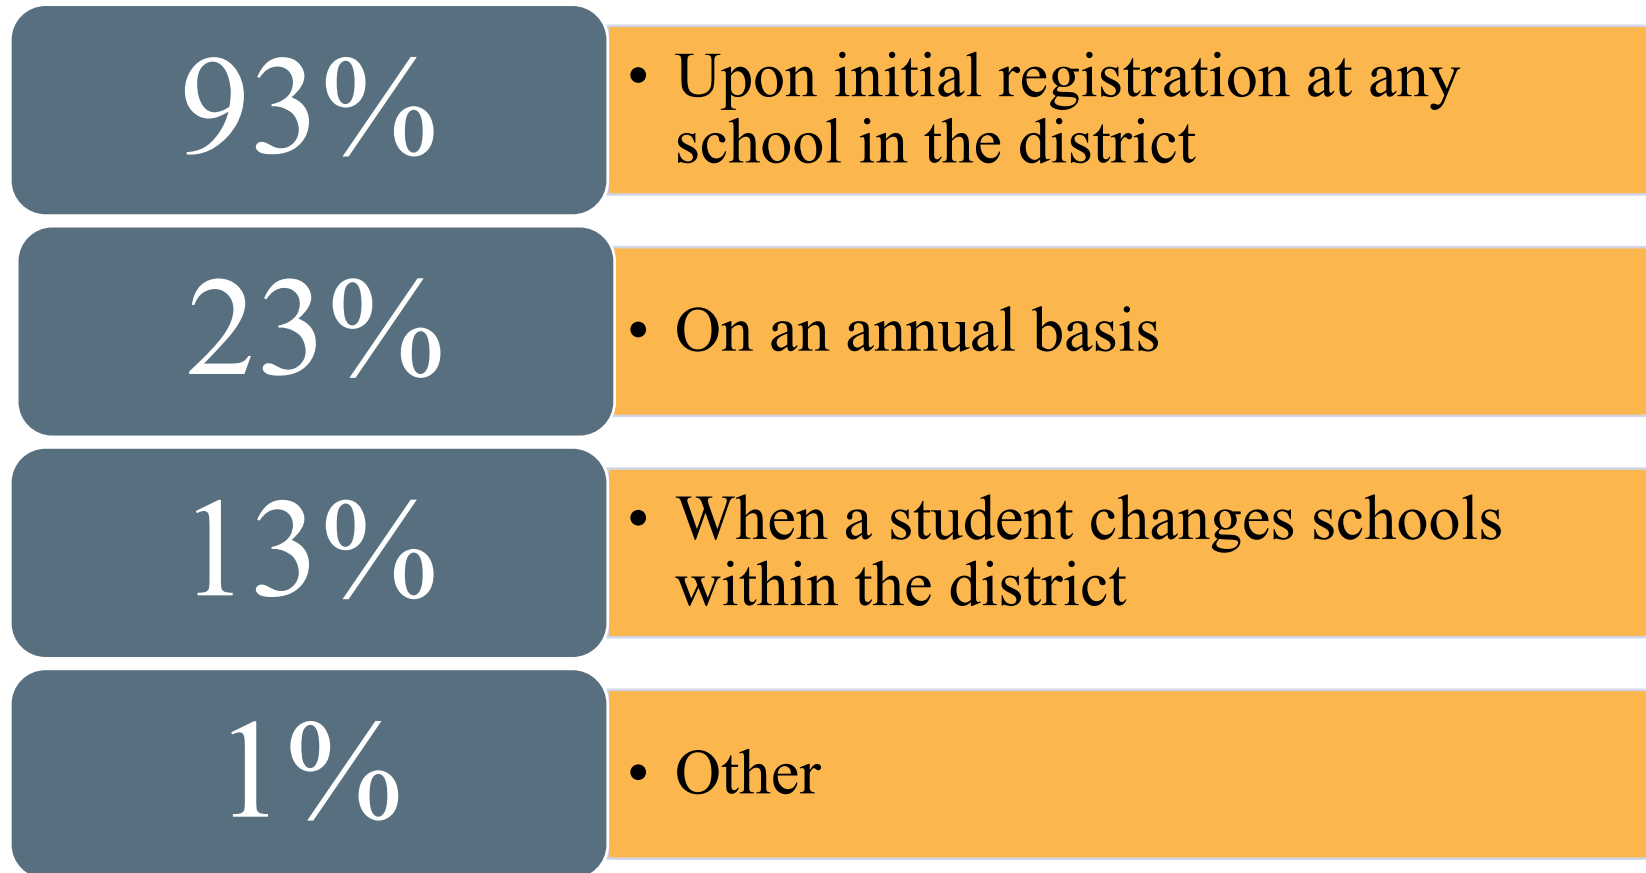 93%
• Upon initial registration at any
school in the district
23%
• On an annual basis
13%
• When a student changes schools
within the district
1%
• Other